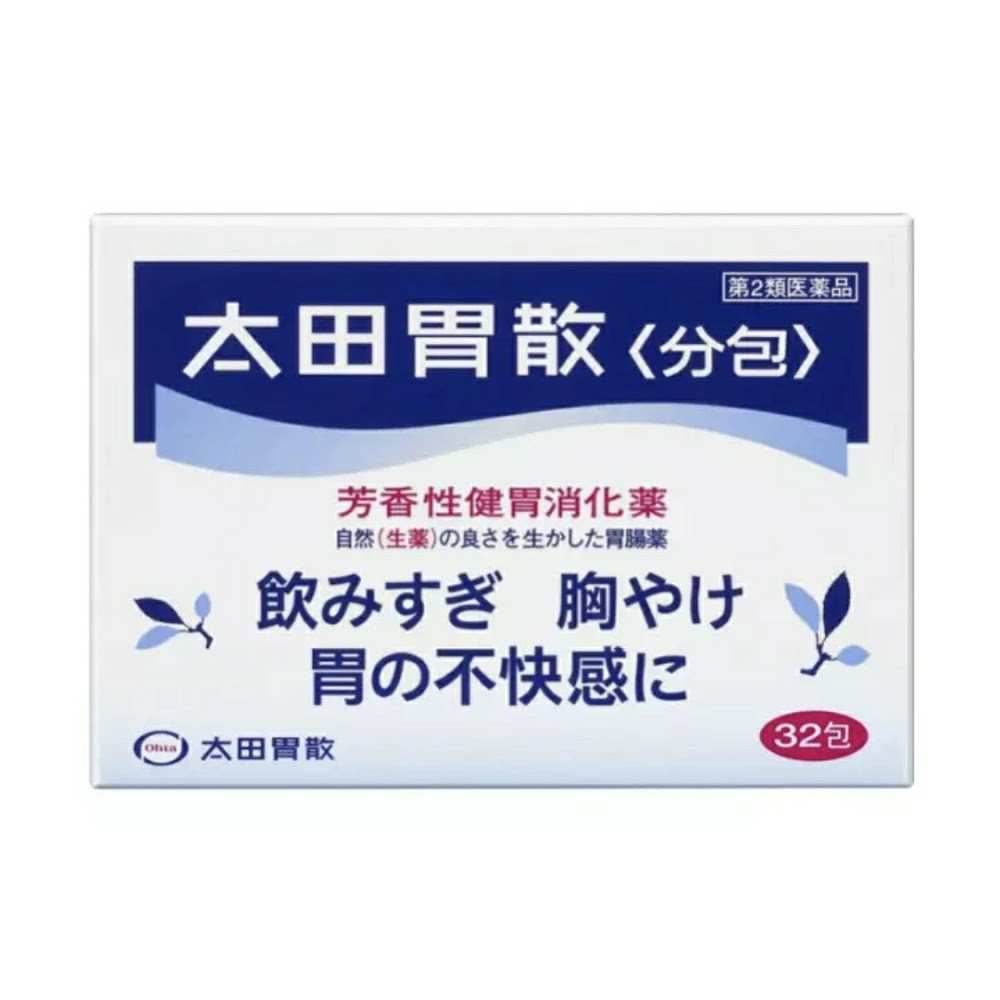 第2類医薬品
太田胃散〈分包〉
芳香性健胃消化薬
自然(生薬)の良さを生かした胃腸薬
飲みすぎ 胸やけ
胃の不快感に
32包
Ohta 太田胃散